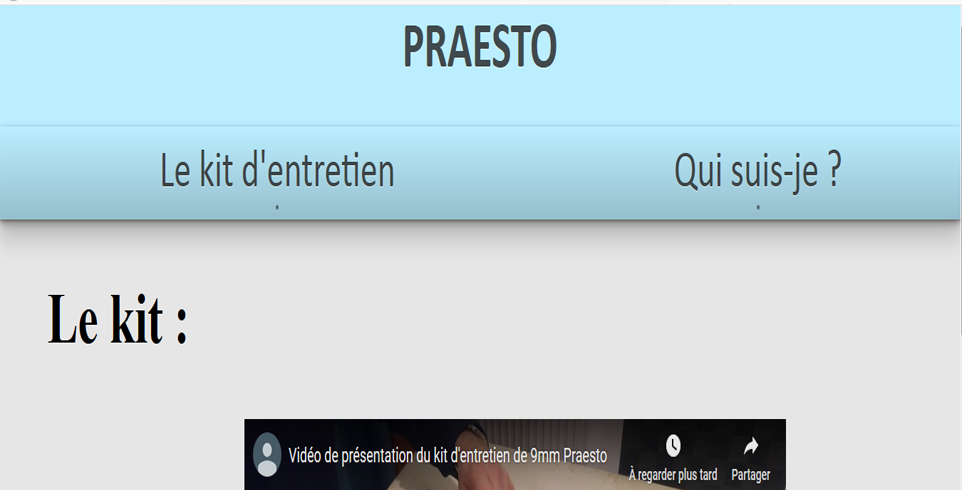 PRAESTO
Le kit d'entretien
Qui suis-je ?
Le kit :
Vidéo de présentation du kit d'entretien de 9mm Praesto
À regarder plus tard
Partager